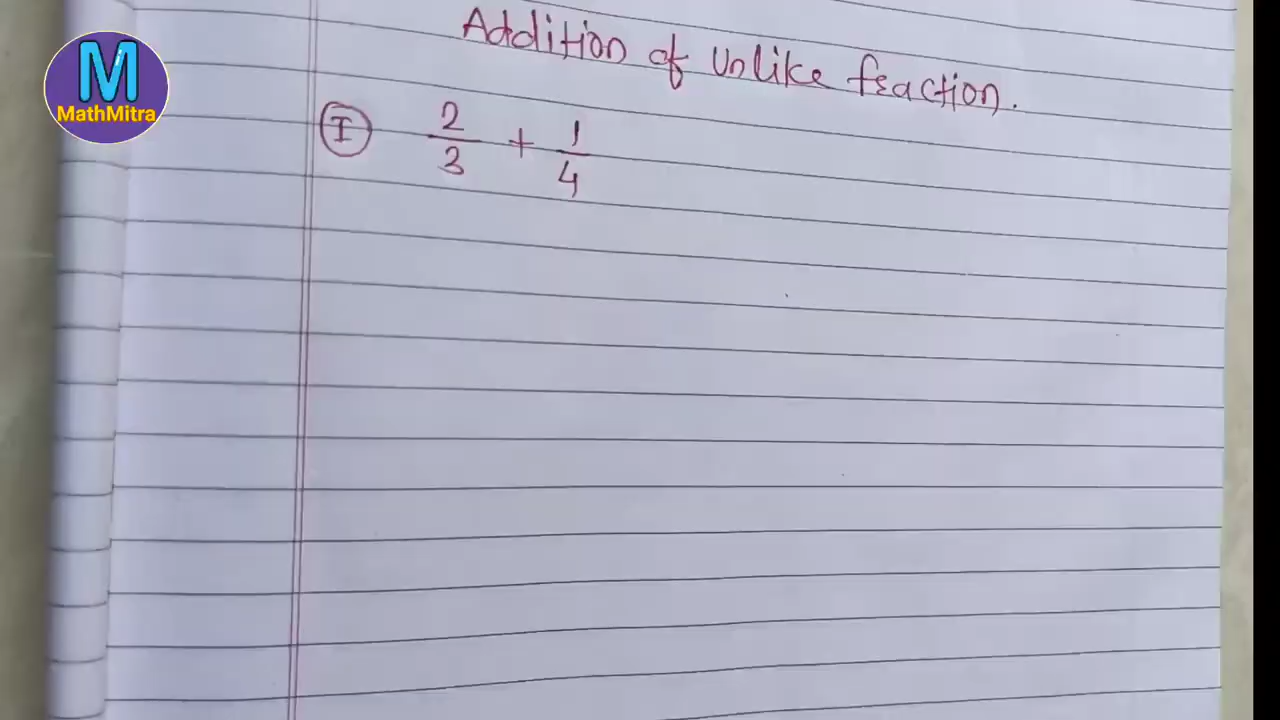 M
MathMitra
Addition of Unlike fraction.
I 2/3 + 1/4